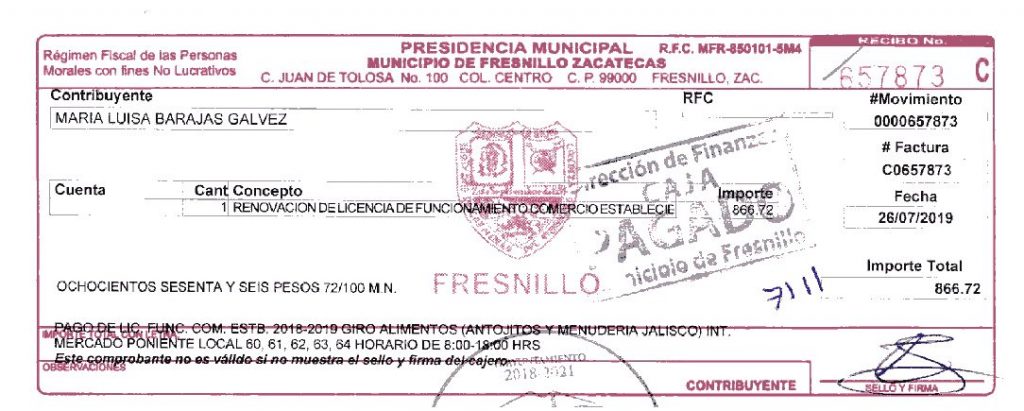 Régimen Fiscal de las Personas
Morales con fines No Lucrativos
PRESIDENCIA MUNICIPAL
MUNICIPIO DE FRESNILLO ZACATECAS
C. JUAN DE TOLOSA No. 100 COL. CENTRO C. P. 99000 FRESNILLO, ZAC.
R.F.C. MFR-850101-5M4
RECIBO No.
657873 C
Contribuyente
RFC
#Movimiento
MARIA LUISA BARAJAS GALVEZ
0000657873
# Factura
C0657873
Dirección de Finanzas
CAJA
PAGADO
Municipio de Fresnillo
Cuenta Cant Concepto Importe
Fecha
1 RENOVACION DE LICENCIA DE FUNCIONAMIENTO COMERCIO ESTABLECIE 866.72
26/07/2019
FRESNILLO
Importe Total
OCHOCIENTOS SESENTA Y SEIS PESOS 72/100 M.N.
866.72
PAGO DE LIC. FUNC. COM. ESTB. 2018-2019 GIRO ALIMENTOS (ANTOJITOS Y MENUDERIA JALISCO) INT.
IMPORTE TOTAL CON LETRA
MERCADO PONIENTE LOCAL 60, 61, 62, 63, 64 HORARIO DE 8:00-18:00 HRS
Este comprobante no es válido si no muestra el sello y firma del cajero.
OBSERVACIONES
AYUNTAMIENTO
2018-2021
CONTRIBUYENTE
SELLO Y FIRMA